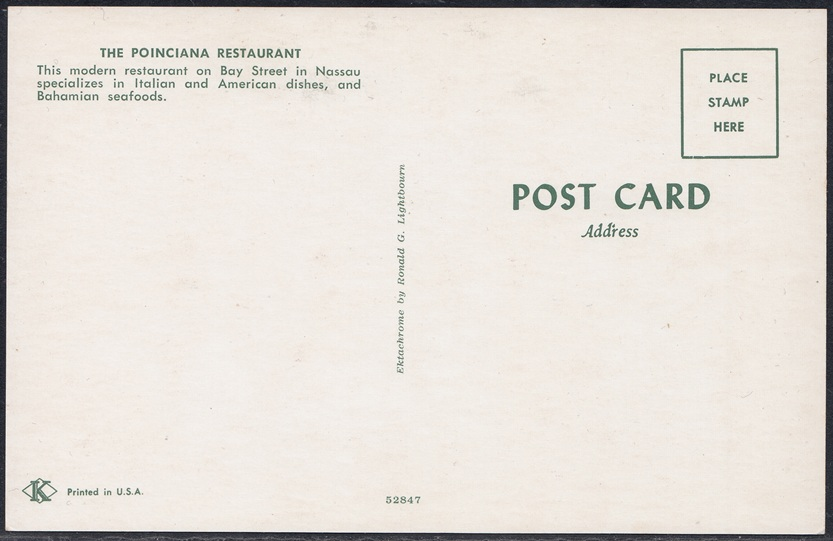 THE POINCIANA RESTAURANT
This modern restaurant on Bay Street in Nassau
specializes in Italian and American dishes, and
Bahamian seafoods.
PLACE
STAMP
HERE
POST CARD
Address
Ektachrome by Ronald G. Lightbourn
K
Printed in U.S.A.
52847